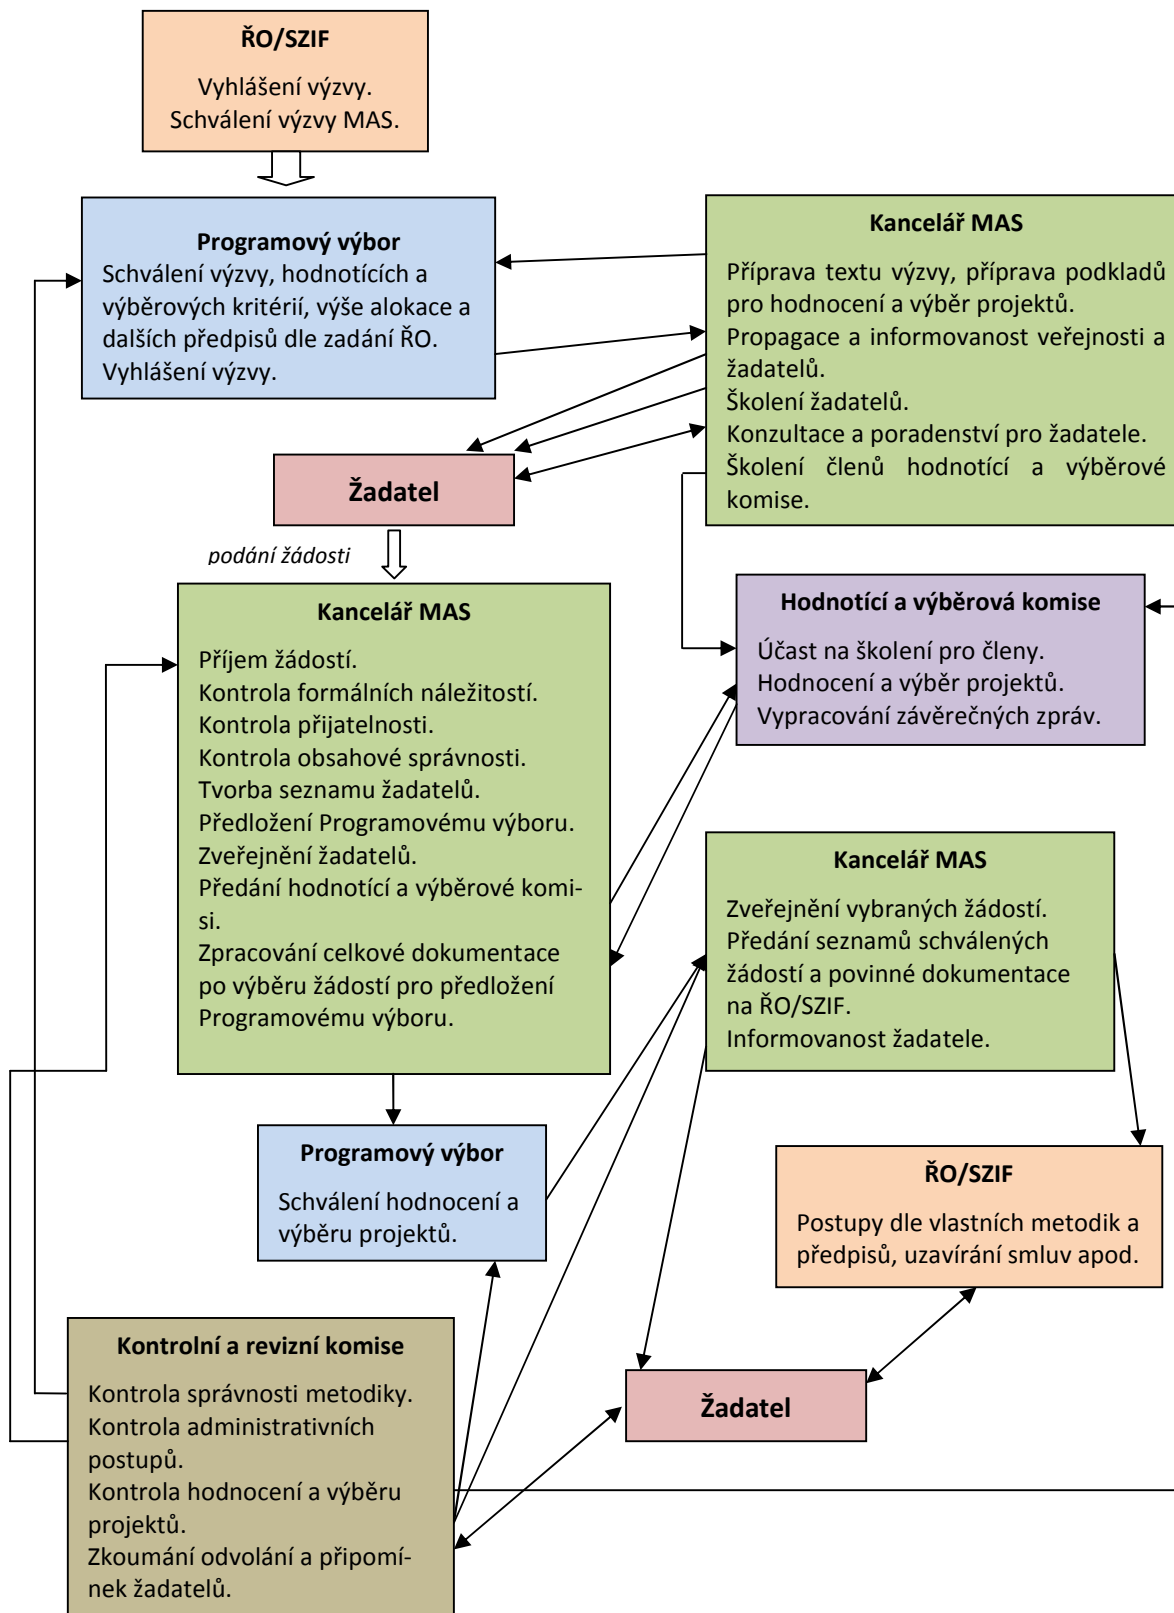 ŘO/SZIF
Vyhlášení výzvy.
Schválení výzvy MAS.
Programový výbor
Schválení výzvy, hodnotících a
výběrových kritérií, výše alokace a
dalších předpisů dle zadání ŘO.
Vyhlášení výzvy.
Kancelář MAS
Příprava textu výzvy, příprava podkladů
pro hodnocení a výběr projektů.
Propagace a informovanost veřejnosti a
žadatelů.
Školení žadatelů.
Konzultace a poradenství pro žadatele.
Školení členů hodnotící a výběrové
komise.
Žadatel
podání žádosti
Kancelář MAS
Příjem žádostí.
Kontrola formálních náležitostí.
Kontrola přijatelnosti.
Kontrola obsahové správnosti.
Tvorba seznamu žadatelů.
Předložení Programovému výboru.
Zveřejnění žadatelů.
Předání hodnotící a výběrové komi-
si.
Zpracování celkové dokumentace
po výběru žádostí pro předložení
Programovému výboru.
Hodnotící a výběrová komise
Účast na školení pro členy.
Hodnocení a výběr projektů.
Vypracování závěrečných zpráv.
Kancelář MAS
Zveřejnění vybraných žádostí.
Předání seznamů schválených
žádostí a povinné dokumentace
na ŘO/SZIF.
Informovanost žadatele.
Programový výbor
Schválení hodnocení a
výběru projektů.
ŘO/SZIF
Postupy dle vlastních metodik a
předpisů, uzavírání smluv apod.
Kontrolní a revizní komise
Kontrola správnosti metodiky.
Kontrola administrativních
postupů.
Kontrola hodnocení a výběru
projektů.
Zkoumání odvolání a připomí-
nek žadatelů.
Žadatel